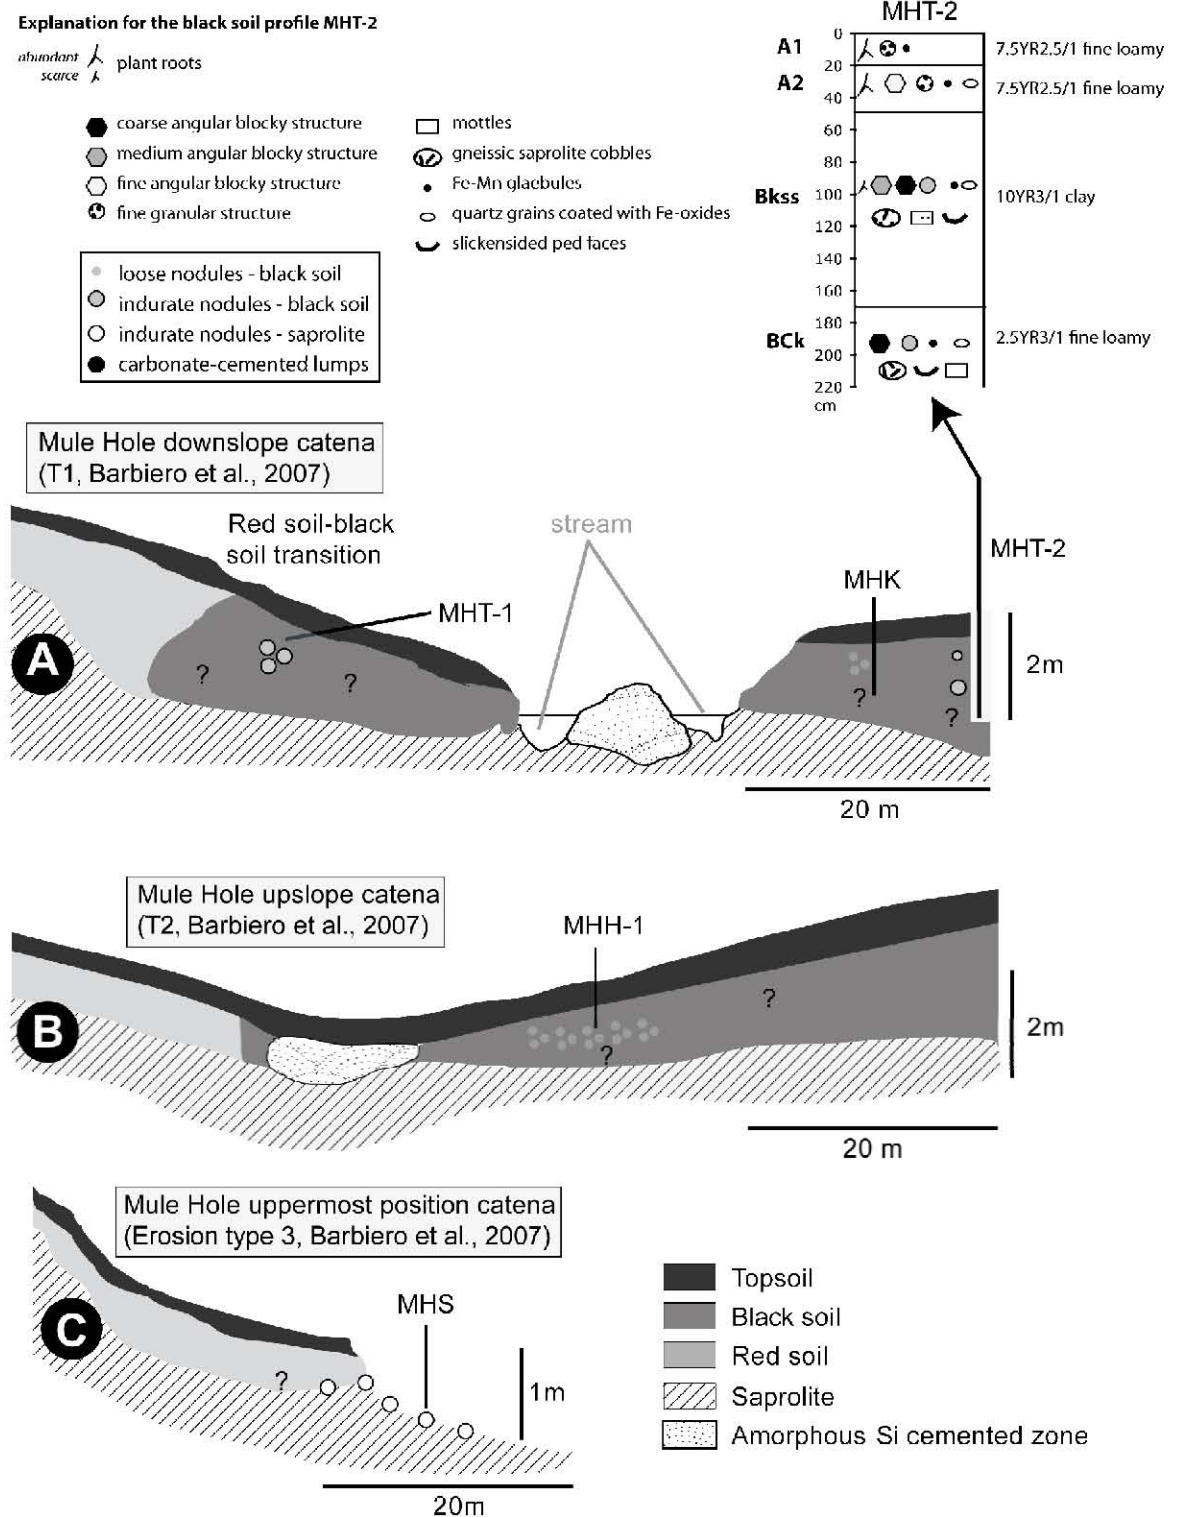 Explanation for the black soil profile MHT-2
abundant
scarce
plant roots
coarse angular blocky structure
medium angular blocky structure
fine angular blocky structure
fine granular structure
mottles
gneissic saprolite cobbles
Fe-Mn glaebules
quartz grains coated with Fe-oxides
slickensided ped faces
loose nodules - black soil
indurate nodules - black soil
indurate nodules - saprolite
carbonate-cemented lumps
MHT-2
0
20
40
60
80
100
120
140
160
180
200
220
cm
A1
A2
Bkss
BCk
7.5YR2.5/1 fine loamy
7.5YR2.5/1 fine loamy
10YR3/1 clay
2.5YR3/1 fine loamy
Mule Hole downslope catena
(T1, Barbiero et al., 2007)
Red soil-black
soil transition
stream
MHT-2
MHK
MHT-1
A
?
?
?
?
2m
20 m
Mule Hole upslope catena
(T2, Barbiero et al., 2007)
MHH-1
B
?
?
2m
20 m
Mule Hole uppermost position catena
(Erosion type 3, Barbiero et al., 2007)
MHS
C
?
1m
20m
Topsoil
Black soil
Red soil
Saprolite
Amorphous Si cemented zone